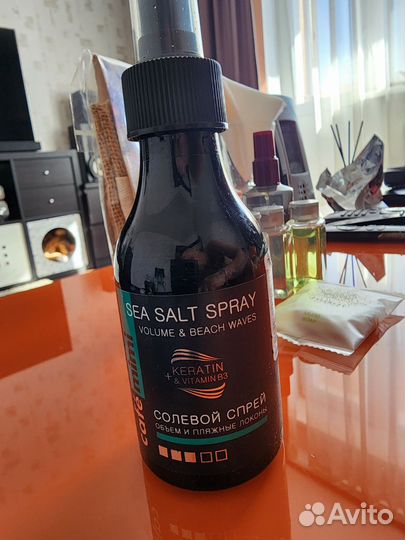 SEA SALT SPRAY
VOLUME & BEACH WAVES
+KERATIN
& VITAMIN B3
СОЛЕВОЙ СПРЕЙ
ОБЪЕМ И ПЛЯЖНЫЕ ЛОКОНЫ
café mimi
Avito